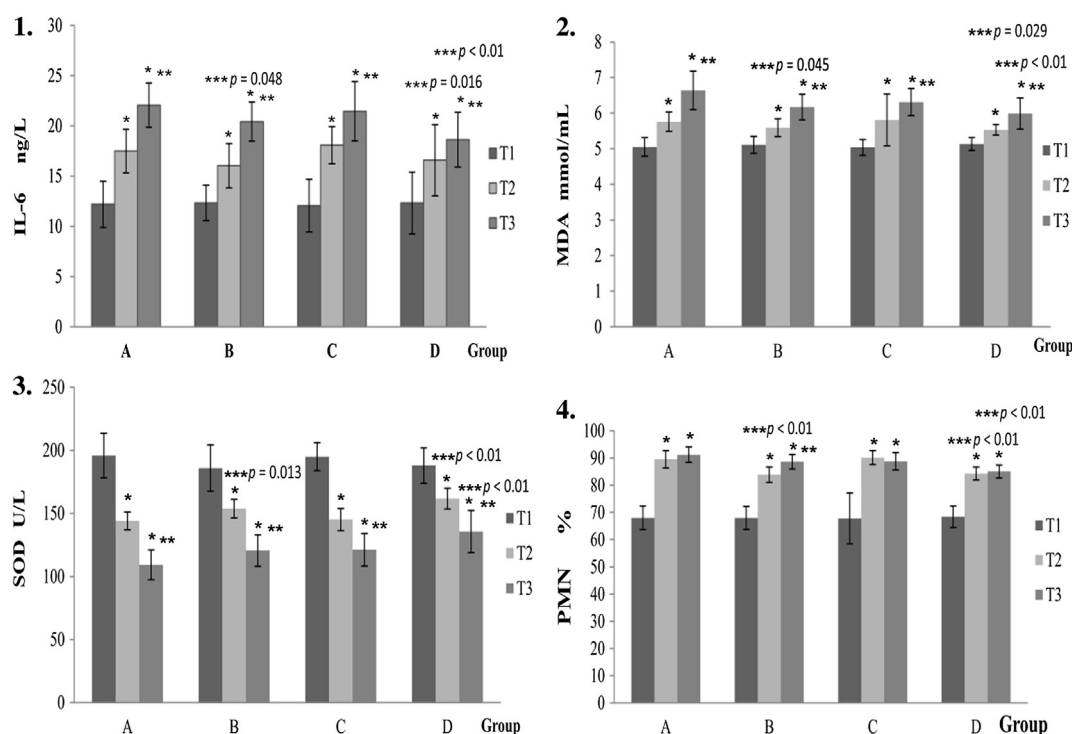 1.
30
25
20
15
10
5
0
IL-6 ng/L
***p < 0.01
***p = 0.048
***p = 0.016
* * **
* * **
* * **
* * **
T1
T2
T3
A B C D Group
2.
8
7
6
5
4
3
2
1
0
MDA mmol/mL
***p = 0.029
***p = 0.045
***p < 0.01
* * **
* * **
* * **
* * **
T1
T2
T3
A B C D Group
3.
250
200
150
100
50
0
SOD U/L
***p < 0.01
***p = 0.013
***p < 0.01
* * **
* * **
* * **
* * **
T1
T2
T3
A B C D Group
4.
100
90
80
70
60
50
40
30
20
10
0
PMN %
***p < 0.01
***p < 0.01
***p < 0.01
* *
* * **
* *
* *
T1
T2
T3
A B C D Group